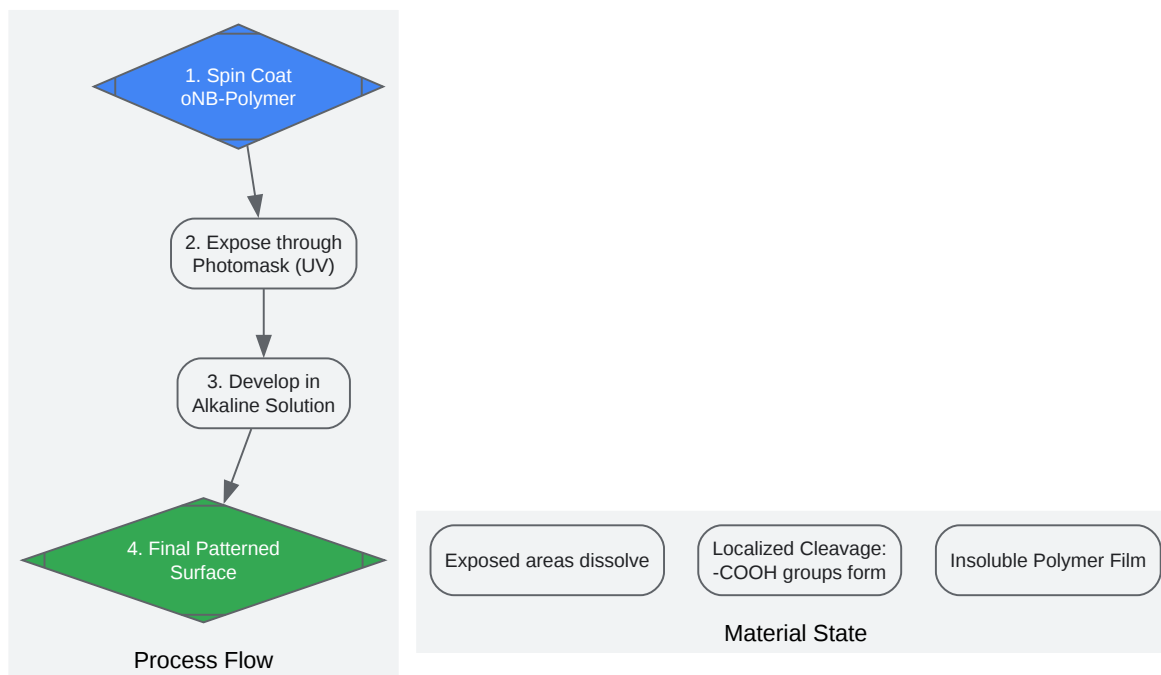 1. Spin Coat
oNB-Polymer
2. Expose through
Photomask (UV)
3. Develop in
Alkaline Solution
4. Final Patterned
Surface
Process Flow
Exposed areas dissolve
Localized Cleavage:
-COOH groups form
Insoluble Polymer Film
Material State